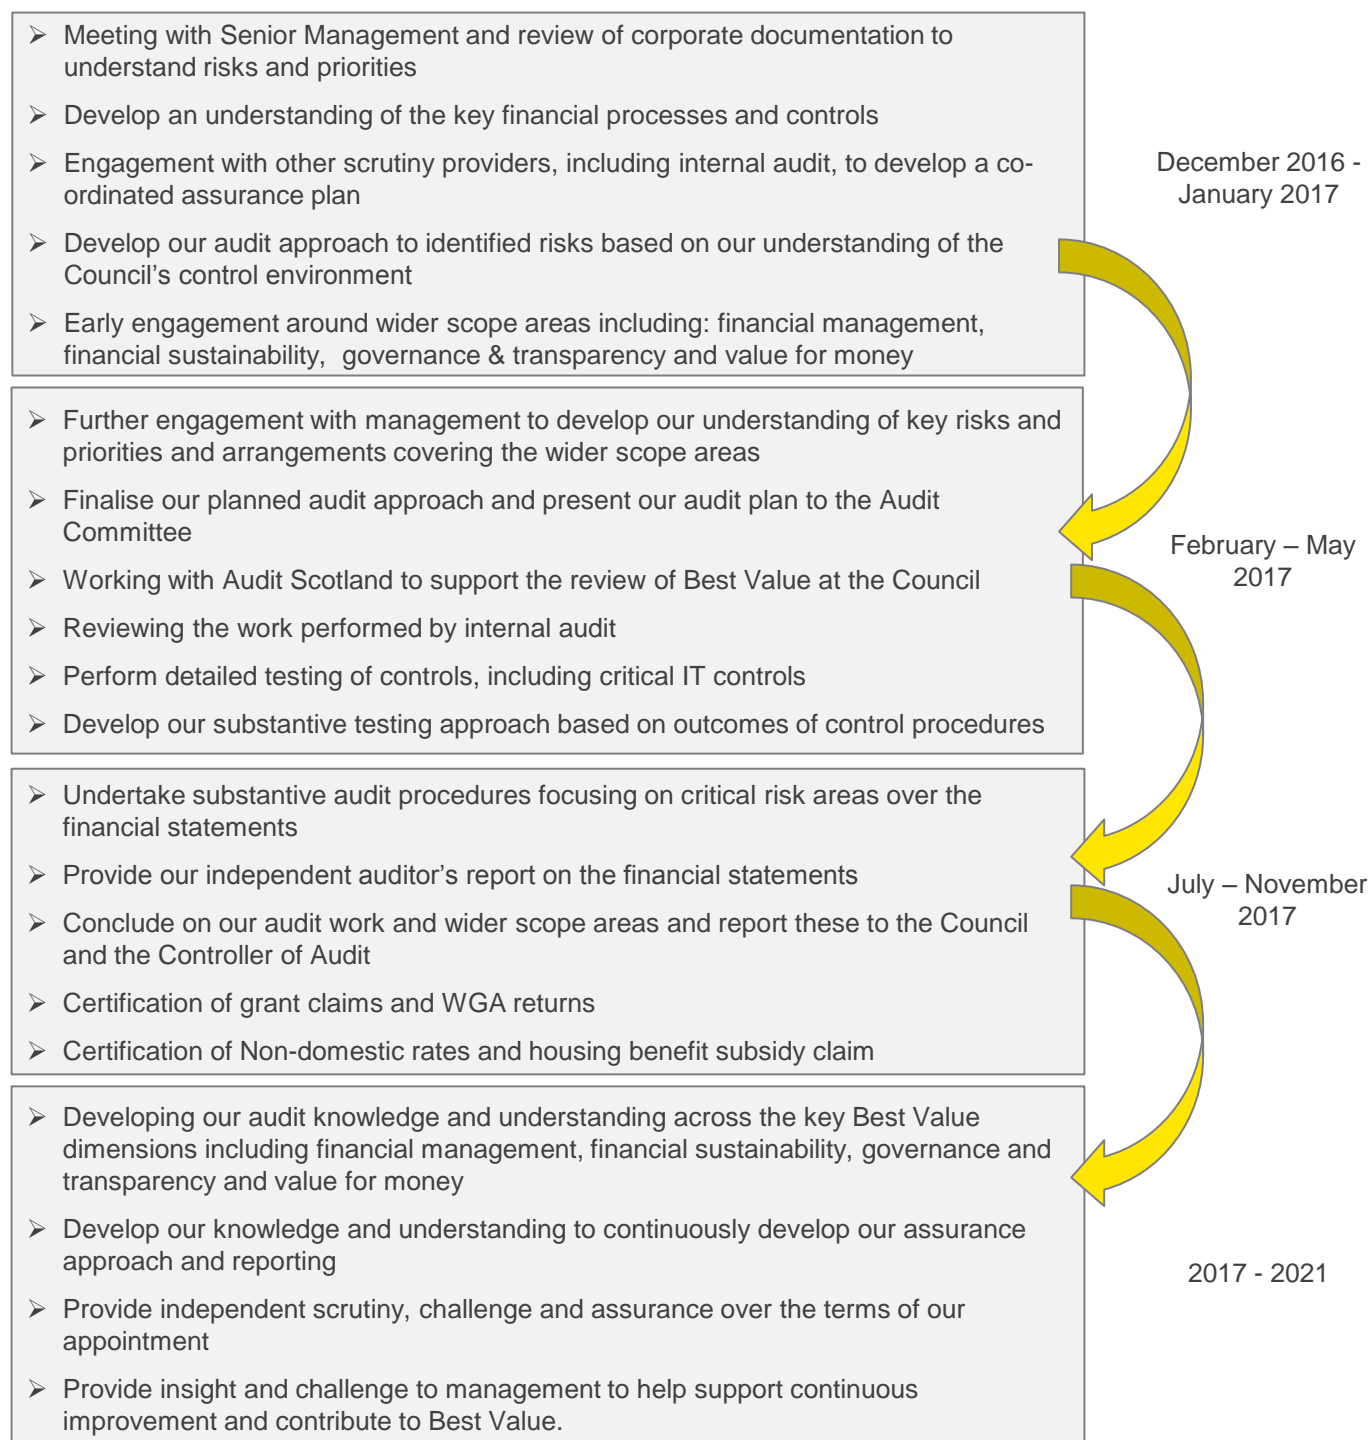 ➢ Meeting with Senior Management and review of corporate documentation to
understand risks and priorities
➢ Develop an understanding of the key financial processes and controls
➢ Engagement with other scrutiny providers, including internal audit, to develop a co-
ordinated assurance plan
➢ Develop our audit approach to identified risks based on our understanding of the
Council’s control environment
➢ Early engagement around wider scope areas including: financial management,
financial sustainability, governance & transparency and value for money
December 2016 -
January 2017
➢ Further engagement with management to develop our understanding of key risks and
priorities and arrangements covering the wider scope areas
➢ Finalise our planned audit approach and present our audit plan to the Audit
Committee
➢ Working with Audit Scotland to support the review of Best Value at the Council
➢ Reviewing the work performed by internal audit
➢ Perform detailed testing of controls, including critical IT controls
➢ Develop our substantive testing approach based on outcomes of control procedures
February – May
2017
➢ Undertake substantive audit procedures focusing on critical risk areas over the
financial statements
➢ Provide our independent auditor’s report on the financial statements
➢ Conclude on our audit work and wider scope areas and report these to the Council
and the Controller of Audit
➢ Certification of grant claims and WGA returns
➢ Certification of Non-domestic rates and housing benefit subsidy claim
July – November
2017
➢ Developing our audit knowledge and understanding across the key Best Value
dimensions including financial management, financial sustainability, governance and
transparency and value for money
➢ Develop our knowledge and understanding to continuously develop our assurance
approach and reporting
➢ Provide independent scrutiny, challenge and assurance over the terms of our
appointment
➢ Provide insight and challenge to management to help support continuous
improvement and contribute to Best Value.
2017 - 2021